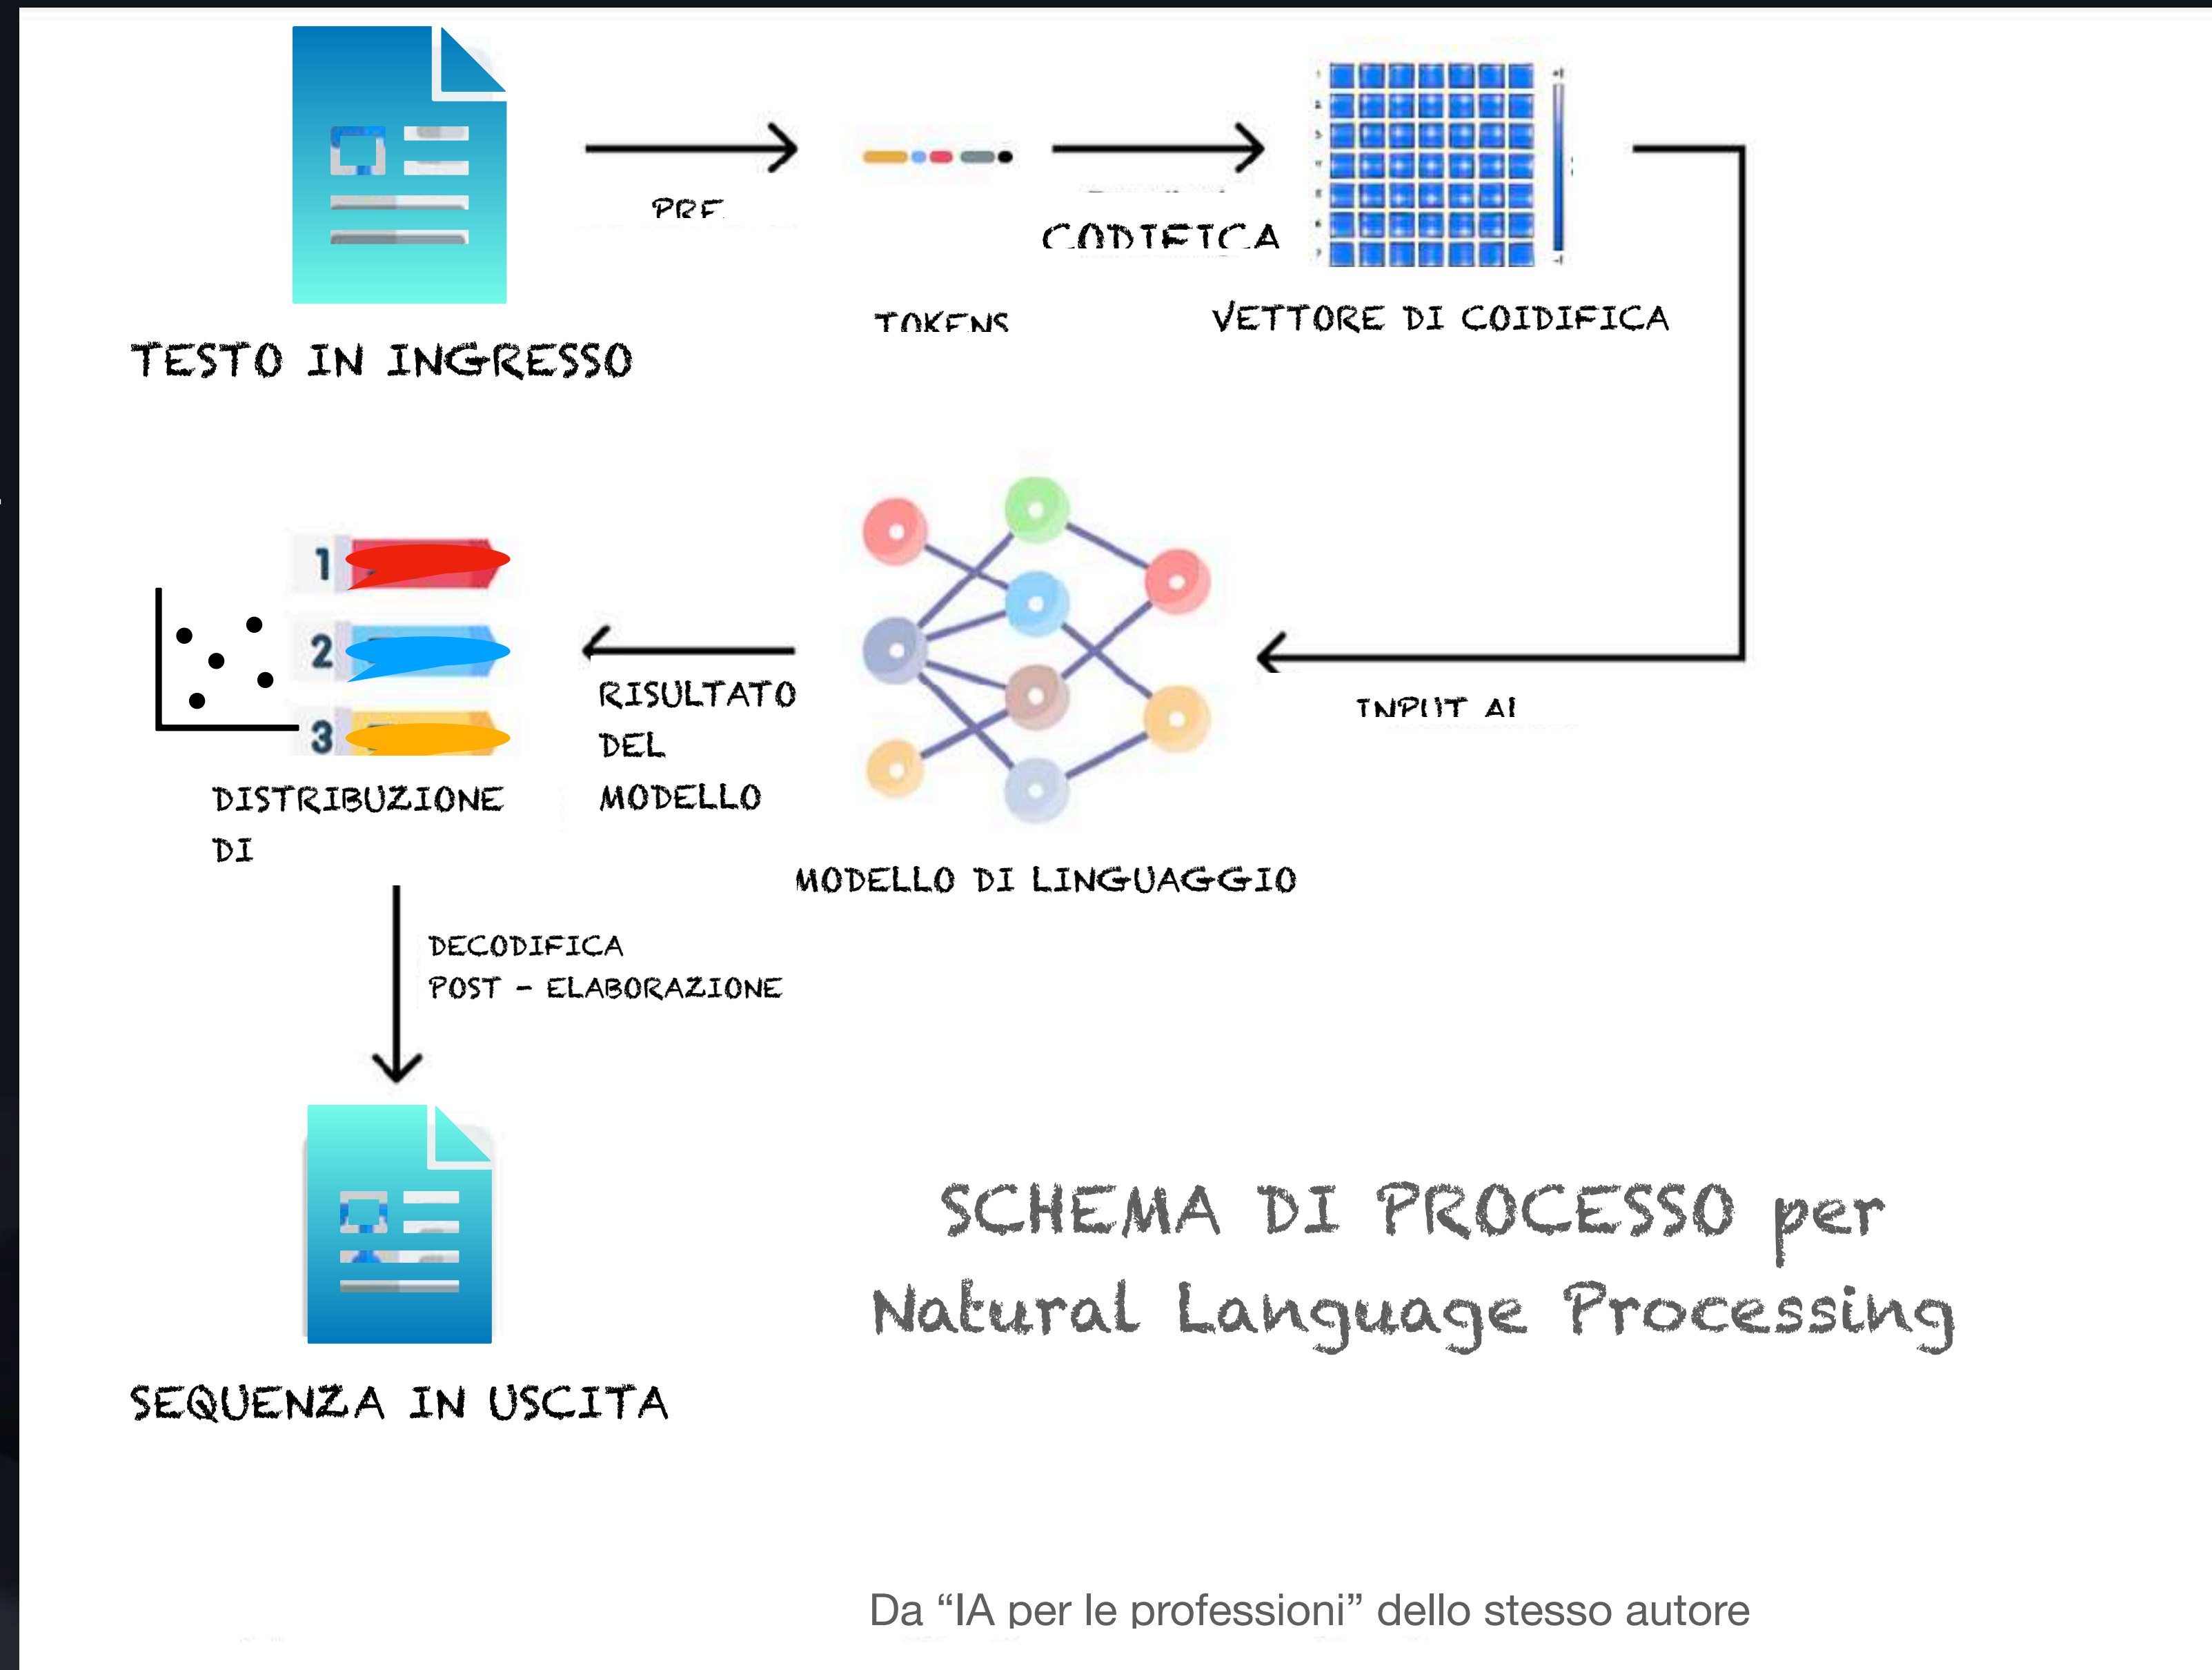 PRE
CODIFICA
TOKENS
VETTORE DI COIDIFICA
TESTO IN INGRESSO
1
2
3
RISULTATO
DEL
MODELLO
INPUT AL
DISTRIBUZIONE
DI
MODELLO DI LINGUAGGIO
DECODIFICA
POST - ELABORAZIONE
SEQUENZA IN USCITA
SCHEMA DI PROCESSO per
Natural Language Processing
Da “IA per le professioni” dello stesso autore